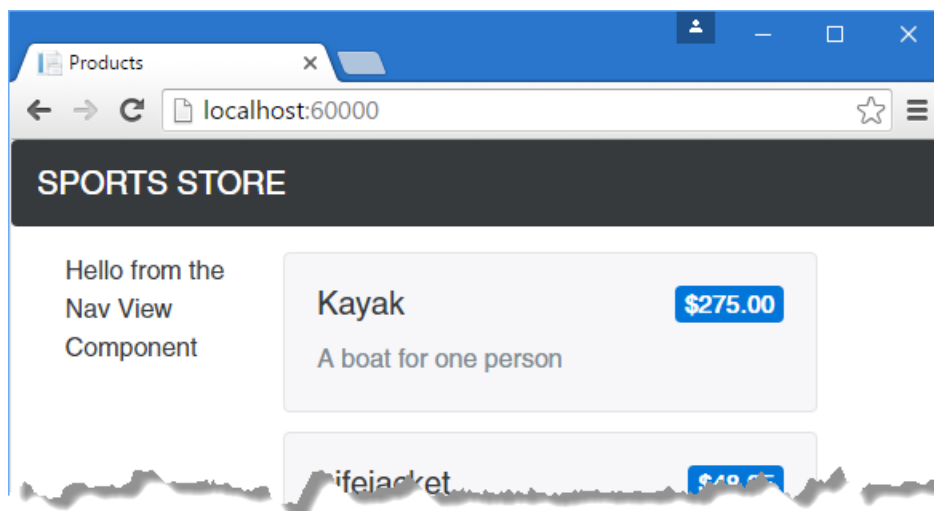 Products
localhost:60000
SPORTS STORE
Hello from the
Nav View
Component
Kayak
$275.00
A boat for one person